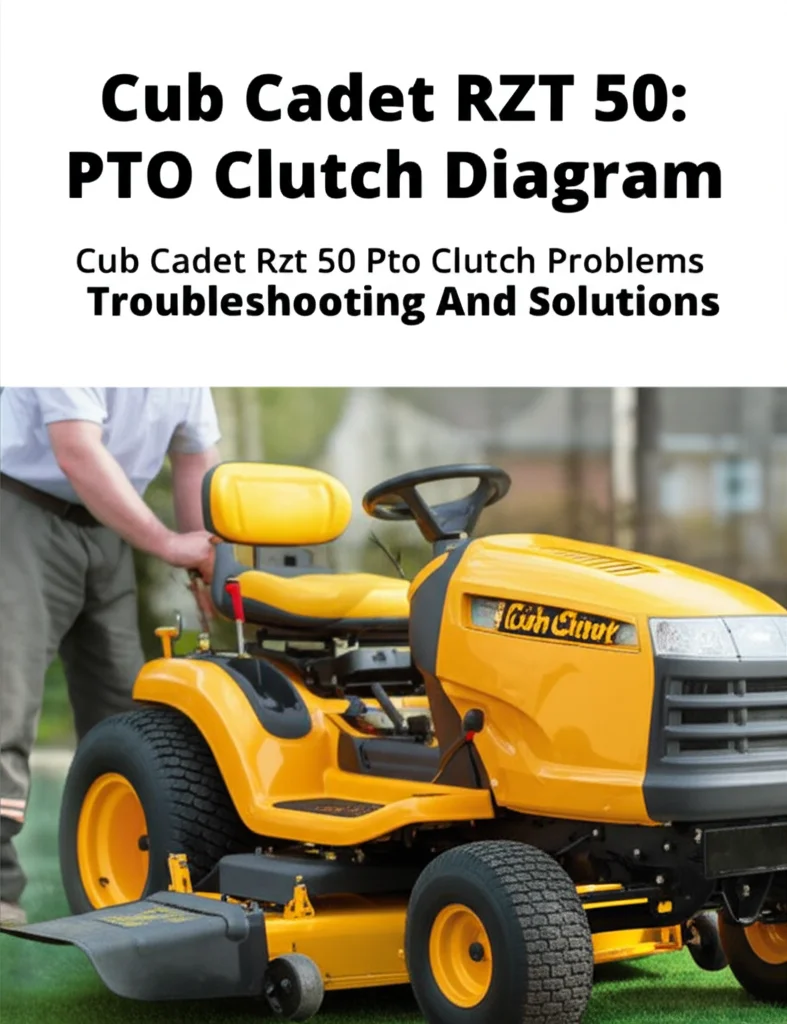 Cub Cadet RZT 50:
PTO Clutch Diagram
Cub Cadet Rzt 50 Pto Clutch Problems
Troubleshooting And Solutions